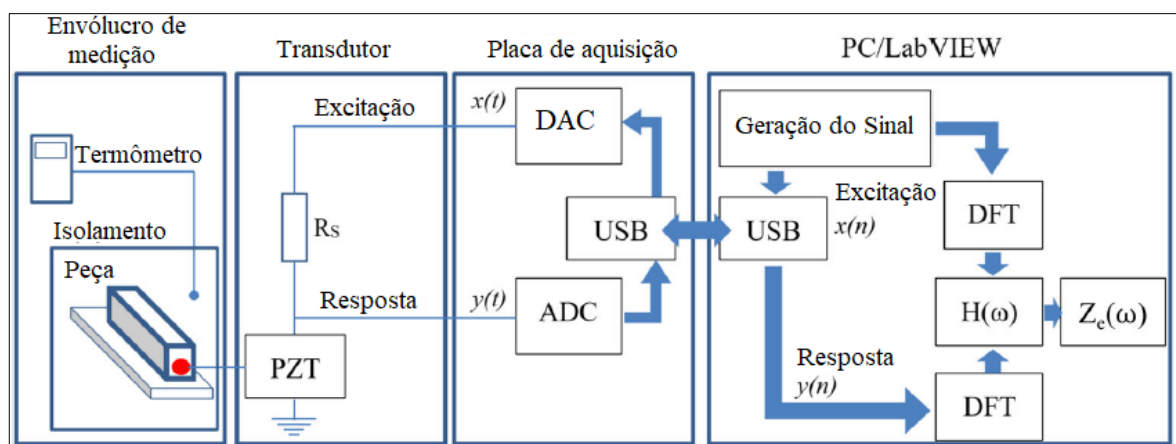 Envólucro de
medição
Transdutor
Placa de aquisição
PC/LabVIEW
Termômetro
Isolamento
Peça
Excitação
Rs
Resposta
PZT
x(t)
DAC
USB
y(t)
ADC
Geração do Sinal
Excitação
x(n)
USB
DFT
H(ω)
Ze(ω)
Resposta
y(n)
DFT